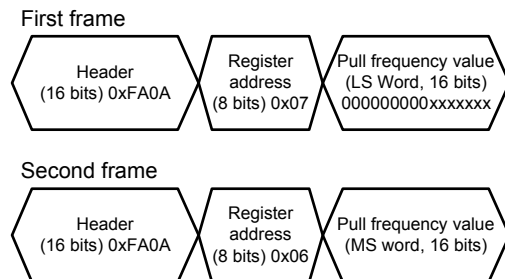 First frame
Header
(16 bits) 0xFA0A
Register
address
(8 bits) 0x07
Pull frequency value
(LS Word, 16 bits)
000000000xxxxxxx
Second frame
Header
(16 bits) 0xFA0A
Register
address
(8 bits) 0x06
Pull frequency value
(MS word, 16 bits)